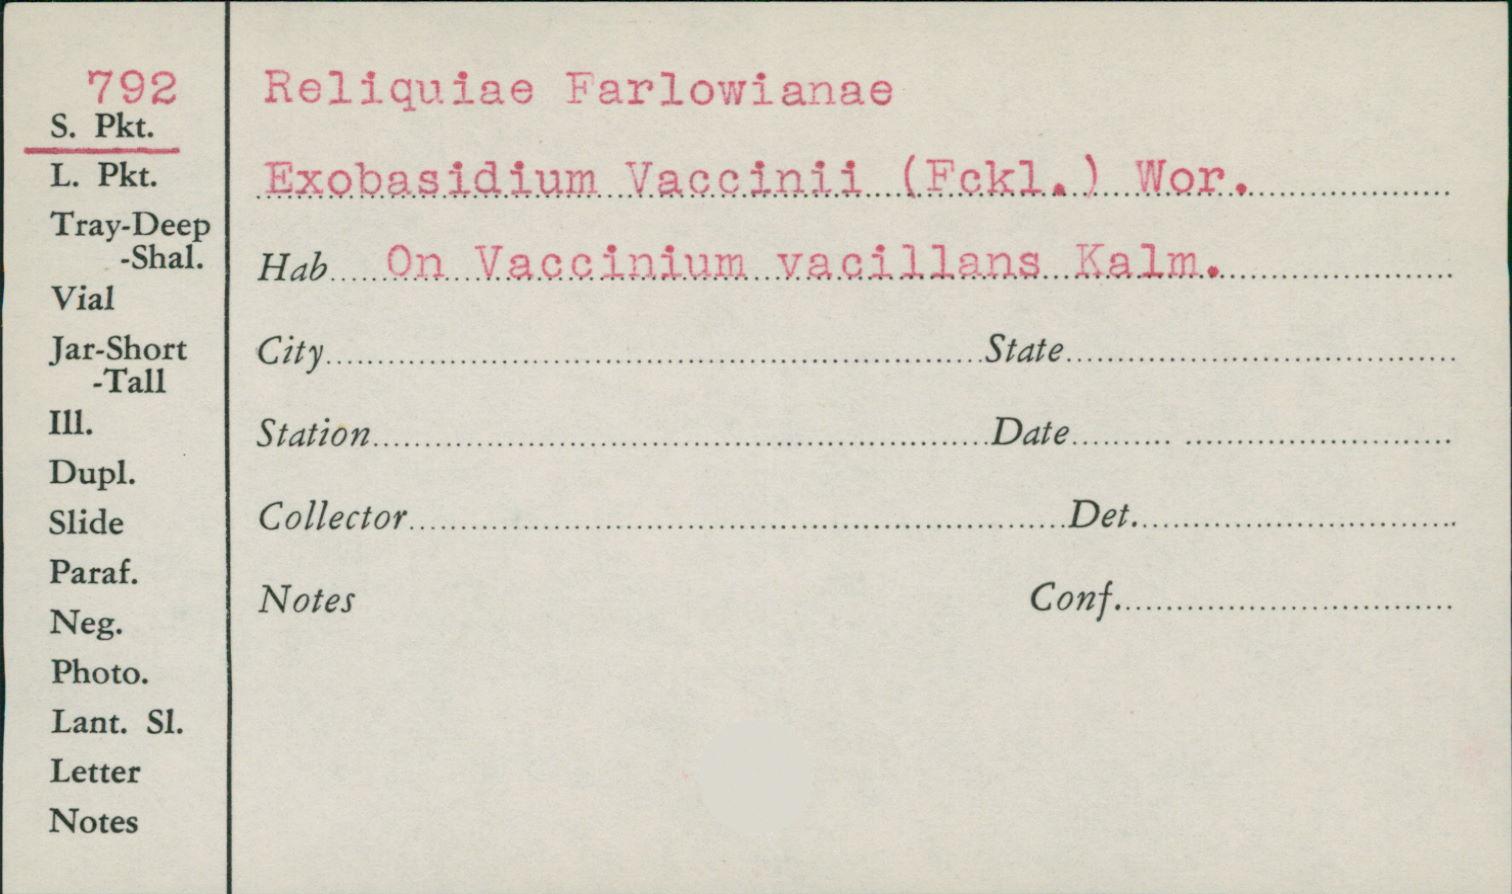 792
S. Pkt.
L. Pkt.
Tray-Deep
-Shal.
Vial
Jar-Short
-Tall
Ill.
Dupl.
Slide
Paraf.
Neg.
Photo.
Lant. Sl.
Letter
Notes
Reliquiae Farlowianae
Exobasidium Vaccinii (Fckl.) Wor.
Hab On Vaccinium vacillans Kalm.
City State
Station Date
Collector Det.
Notes Conf.